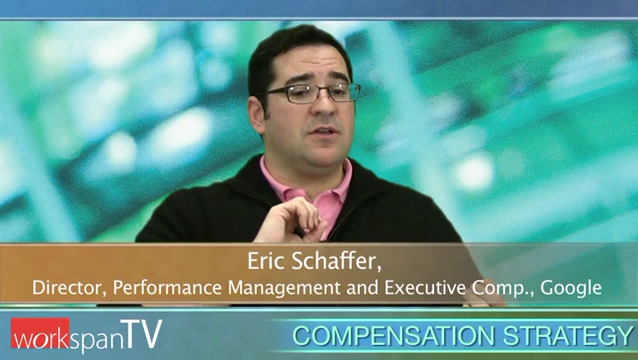 Eric Schaffer,
Director, Performance Management and Executive Comp., Google
workspanTV
COMPENSATION STRATEGY